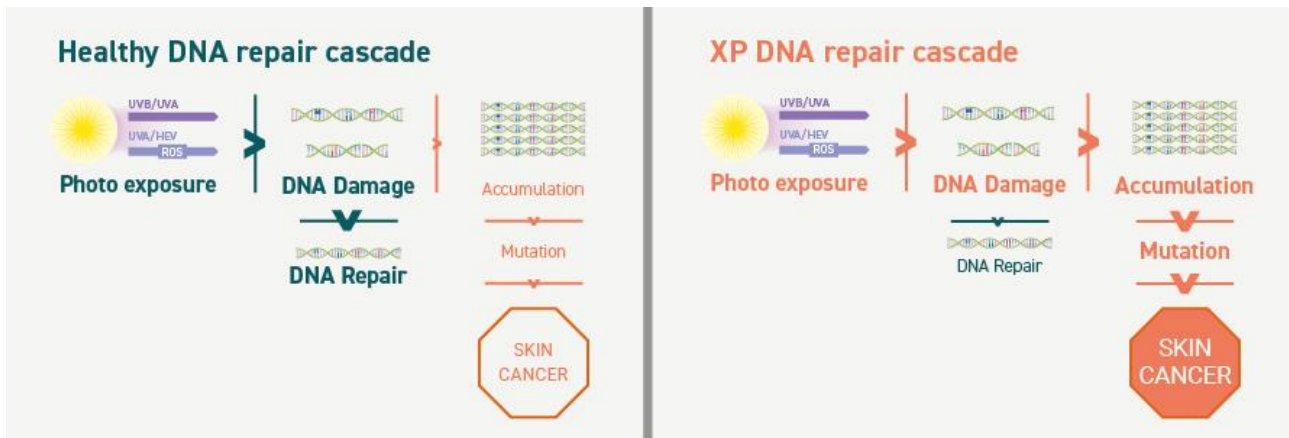 Healthy DNA repair cascade
UVB/UVA
UVA/HEV
ROS
Photo exposure
DNA Damage
DNA Repair
Accumulation
Mutation
SKIN
CANCER
XP DNA repair cascade
UVB/UVA
UVA/HEV
ROS
Photo exposure
DNA Damage
DNA Repair
Accumulation
Mutation
SKIN
CANCER